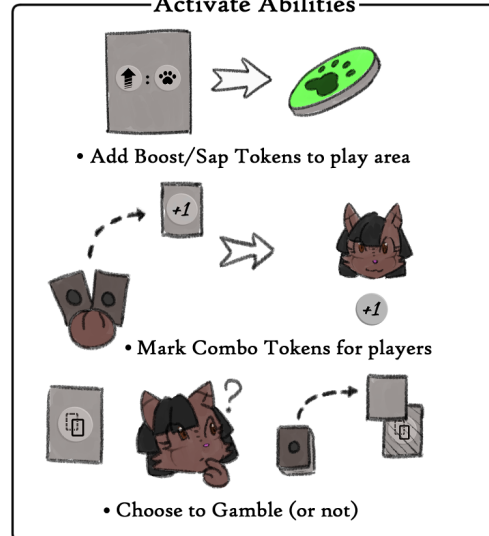 Activate Abilities
:
• Add Boost/Sap Tokens to play area
+1
+1
• Mark Combo Tokens for players
?
• Choose to Gamble (or not)